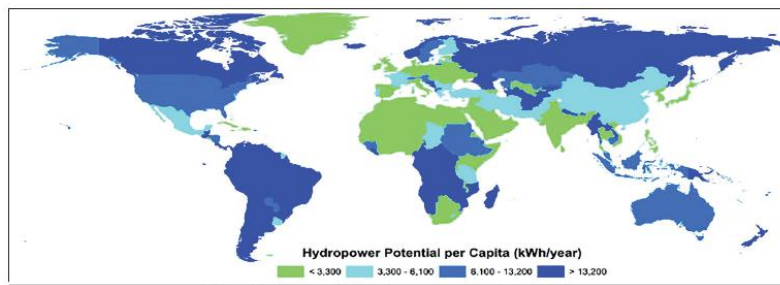 Hydropower Potential per Capita (kWh/year)
< 3,300 3,300 - 6,100 6,100 - 13,200 > 13,200